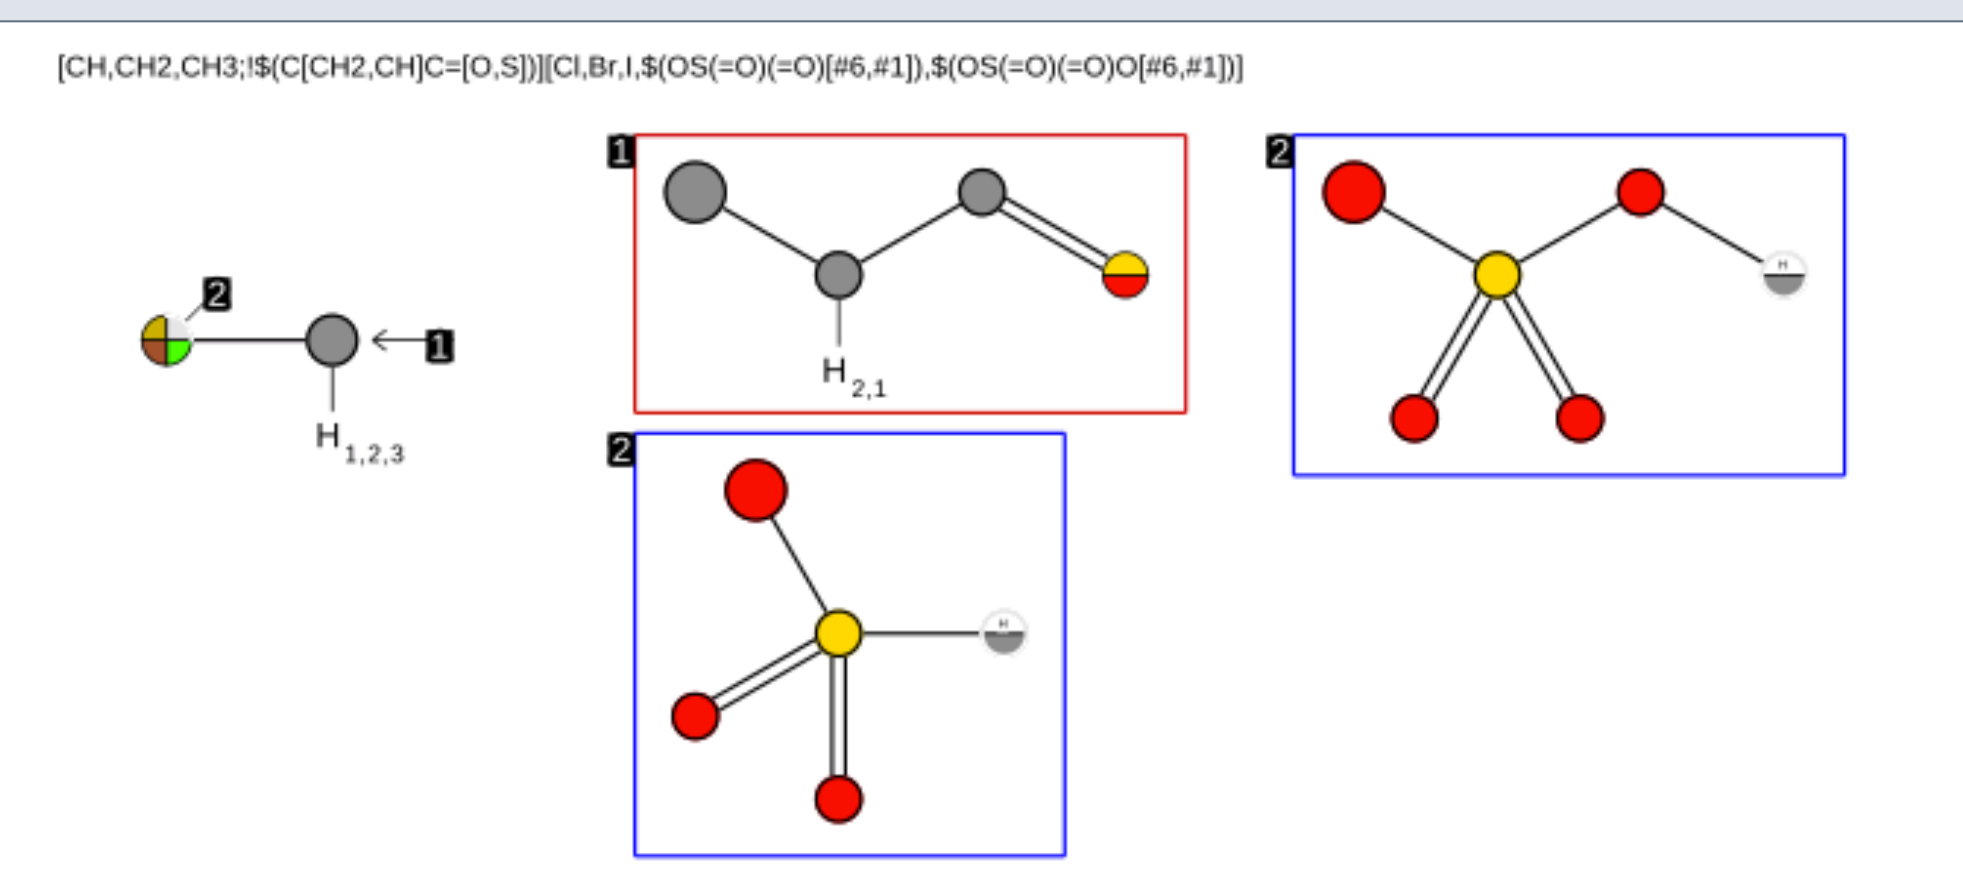 [CH,CH2,CH3;!$(C[CH2,CH]C=[O,S])][Cl,Br,I,$(OS(=O)(=O)[#6,#1]),$(OS(=O)(=O)O[#6,#1])]
1
2
H
2
1
H2,1
H1,2,3
2
H